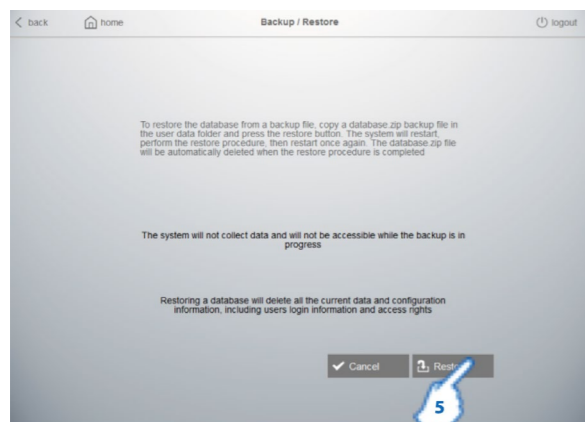 back home Backup / Restore logout
To restore the database from a backup file, copy a database.zip backup file in
the user data folder and press the restore button. The system will restart,
perform the restore procedure, then restart once again. The database.zip file
will be automatically deleted when the restore procedure is completed
The system will not collect data and will not be accessible while the backup is in
progress
Restoring a database will delete all the current data and configuration
information, including users login information and access rights
Cancel
5